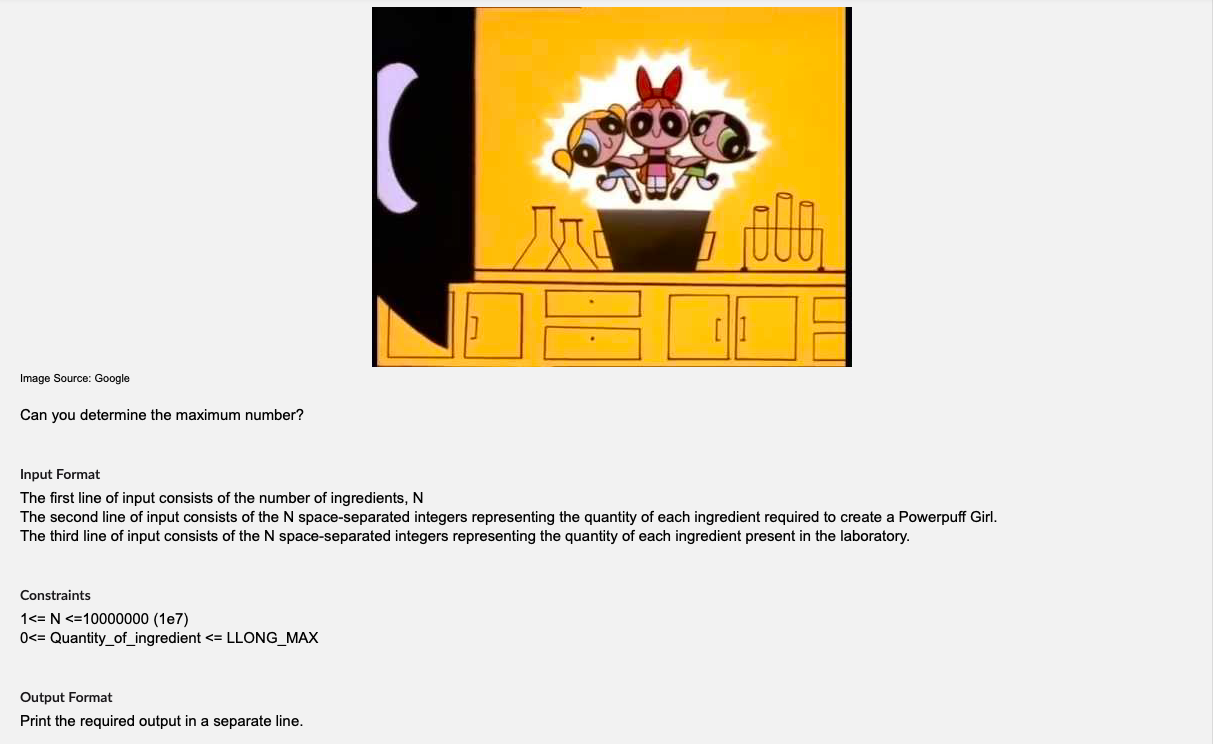 Image Source: Google
Can you determine the maximum number?
Input Format
The first line of input consists of the number of ingredients, N
The second line of input consists of the N space-separated integers representing the quantity of each ingredient required to create a Powerpuff Girl.
The third line of input consists of the N space-separated integers representing the quantity of each ingredient present in the laboratory.
Constraints
1<= N <=10000000 (1e7)
0<= Quantity_of_ingredient <= LLONG_MAX
Output Format
Print the required output in a separate line.